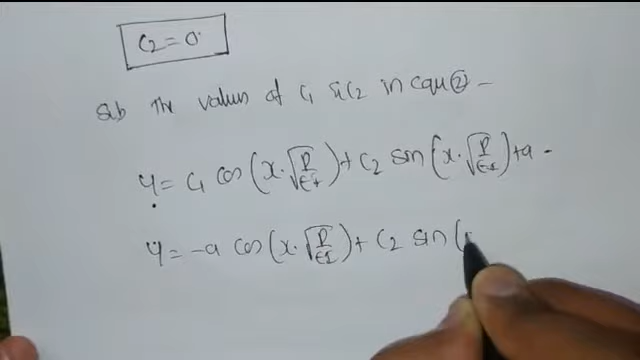 C₂ = 0.
Sub The values of C₁ & C₂ in equ ② –
y = C₁ cos (x.√P/EI) + C₂ sin (x.√P/EI) + a –
y = -a cos (x.√P/EI) + C₂ sin (